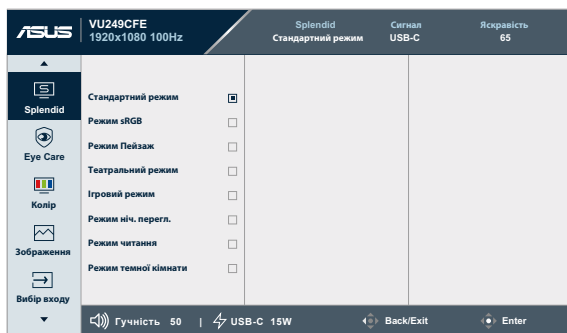 ASUS
VU249CFE
1920x1080 100Hz
Splendid
Стандартний режим
Сигнал
USB-C
Яскравість
65
Splendid
Eye Care
Колір
Зображення
Вибір входу
Стандартний режим
Режим sRGB
Режим Пейзаж
Театральний режим
Ігровий режим
Режим ніч. перегл.
Режим читання
Режим темної кімнати
Гучність 50 | USB-C 15W Back/Exit Enter